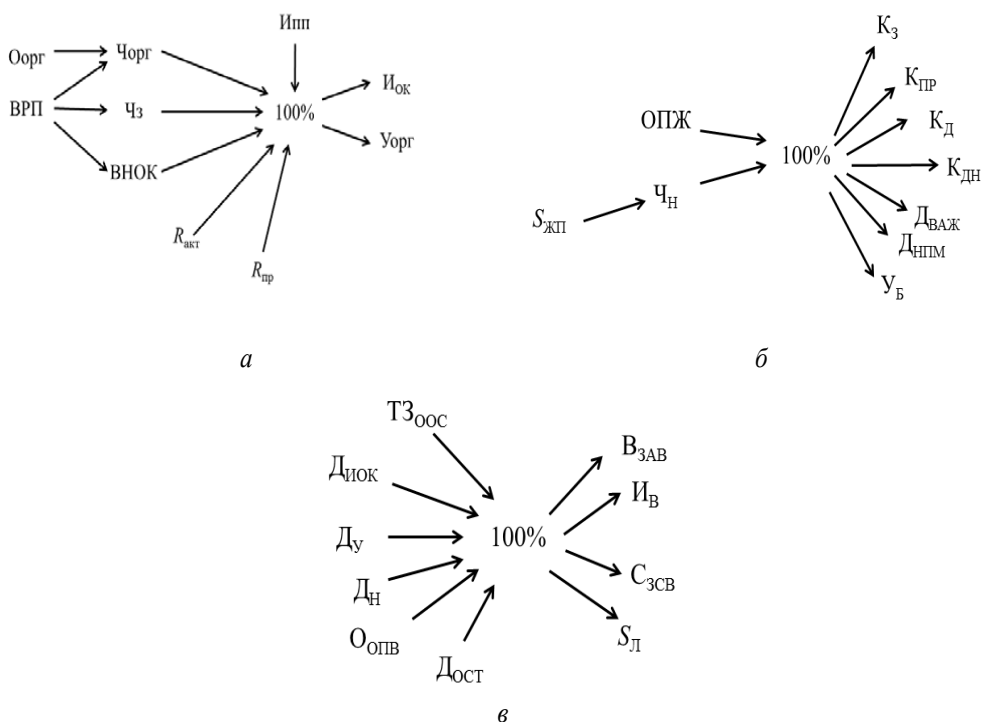 Ипп
Оорг
Чорг
ИОК
ВРП
Чз
100%
Уорг
ВНОК
Rакт
Rпр
а
КЗ
КПР
ОПЖ
КД
100%
КДН
SЖП
ЧН
ДВАЖ
ДНПМ
УБ
б
ТЗООС
ВЗАВ
ДИОК
ИВ
ДУ
100%
СЗСВ
ДН
ООПВ
SЛ
ДОСТ
в